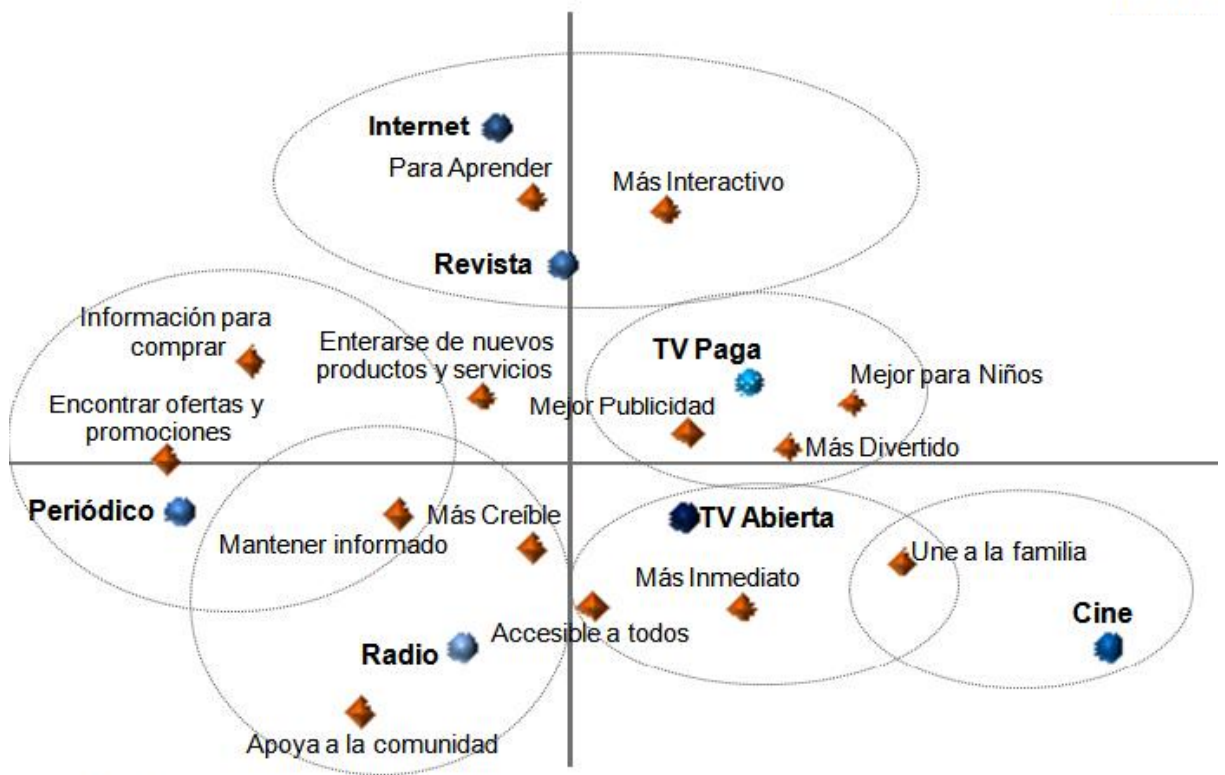 Internet
Para Aprender
Más Interactivo
Revista
Información para
comprar
Enterarse de nuevos
productos y servicios
TV Paga
Mejor para Niños
Encontrar ofertas y
promociones
Mejor Publicidad
Más Divertido
Periódico
Mantener informado
Más Creíble
TV Abierta
Une a la familia
Más Inmediato
Accesible a todos
Cine
Radio
Apoya a la comunidad